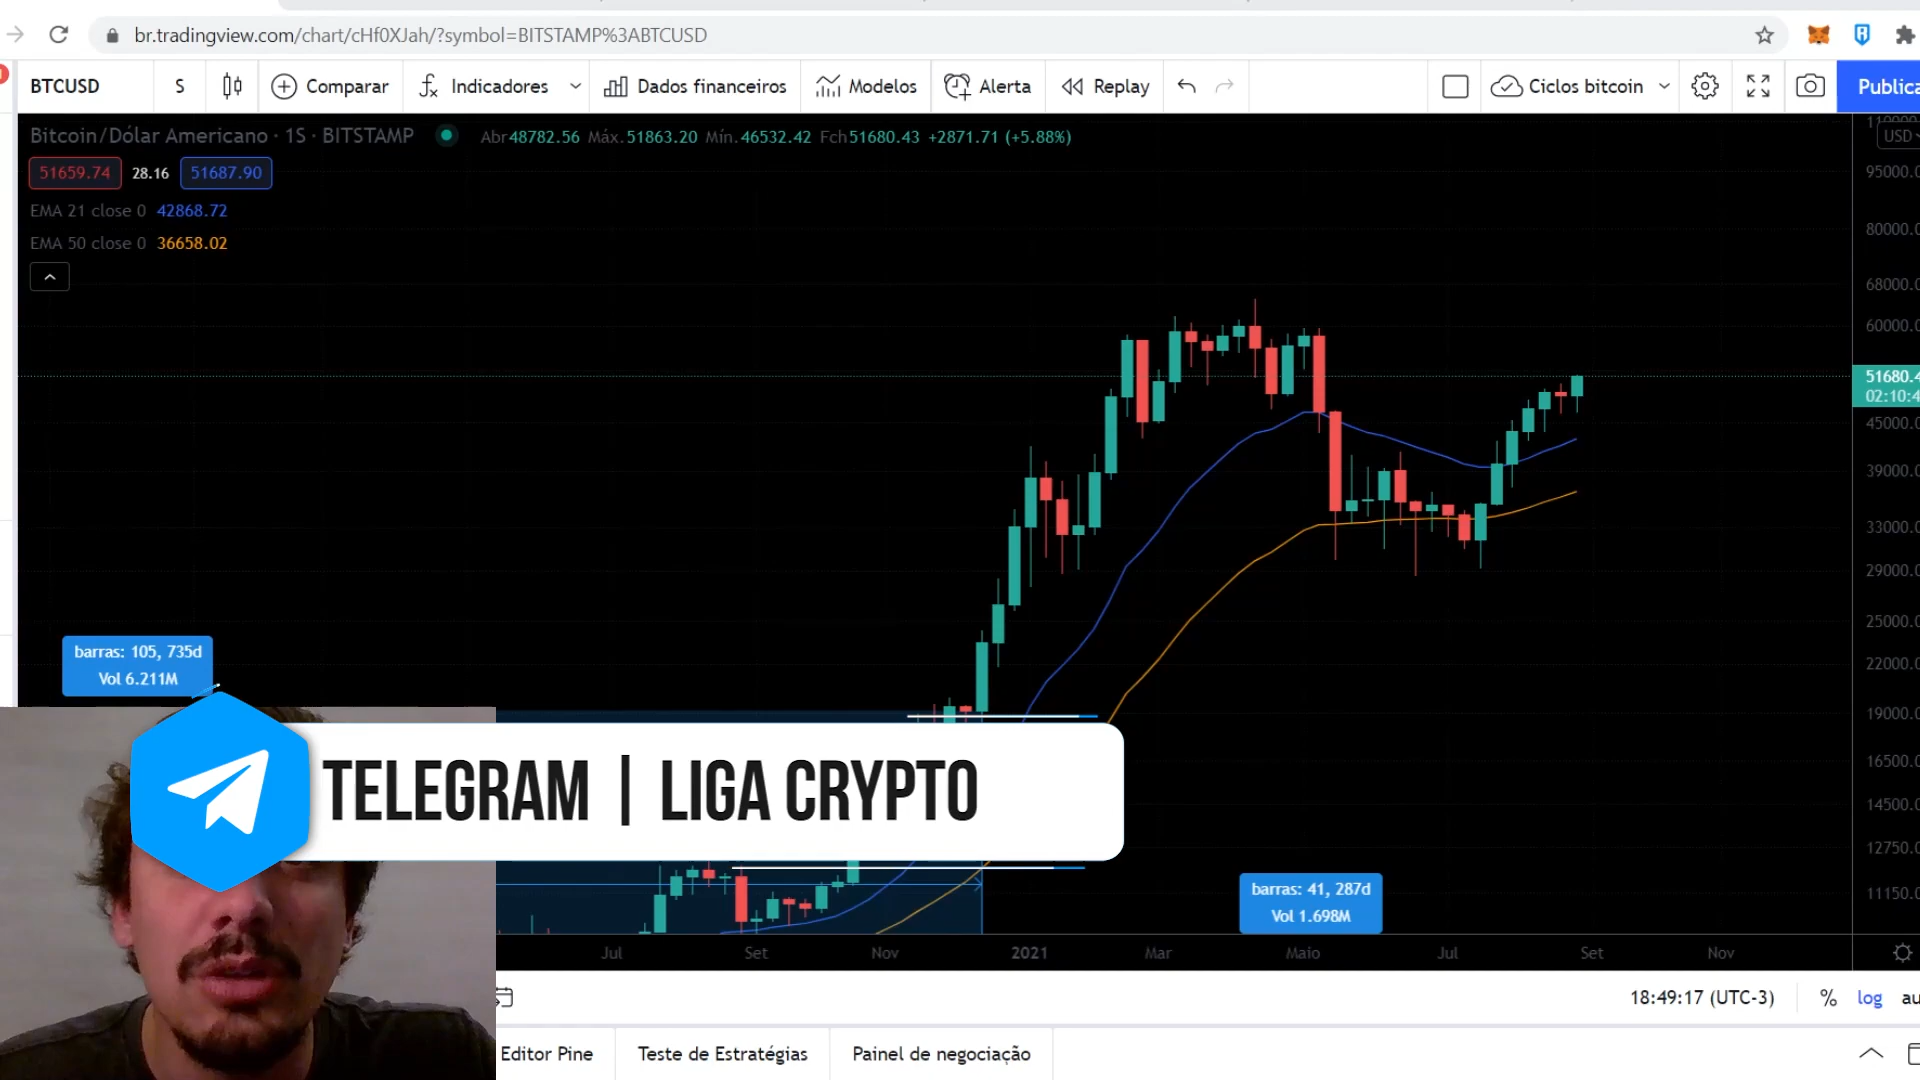 br.tradingview.com/chart/cHf0XJah/?symbol=BITSTAMP%3ABTCUSD
BTCUSD
S
Comparar
Indicadores
Dados financeiros
Modelos
Alerta
Replay
Ciclos bitcoin
Bitcoin/Dólar Americano · 1S · BITSTAMP
Abr48782.56 Máx.51863.20 Mín.46532.42 Fch51680.43 +2871.71 (+5.88%)
USD
51659.74 28.16 51687.90
EMA 21 close 0 42868.72
EMA 50 close 0 36658.02
95000.0
80000.0
68000.0
60000.0
51680.4
02:10:4
45000.0
39000.0
33000.0
29000.0
25000.0
22000.0
19000.0
16500.0
14500.0
12750.0
11150.0
barras: 105, 735d
Vol 6.211M
TELEGRAM | LIGA CRYPTO
barras: 41, 287d
Vol 1.698M
Jul Set Nov 2021 Mar Maio Jul Set Nov
18:49:17 (UTC-3) % log
Editor Pine Teste de Estratégias Painel de negociação